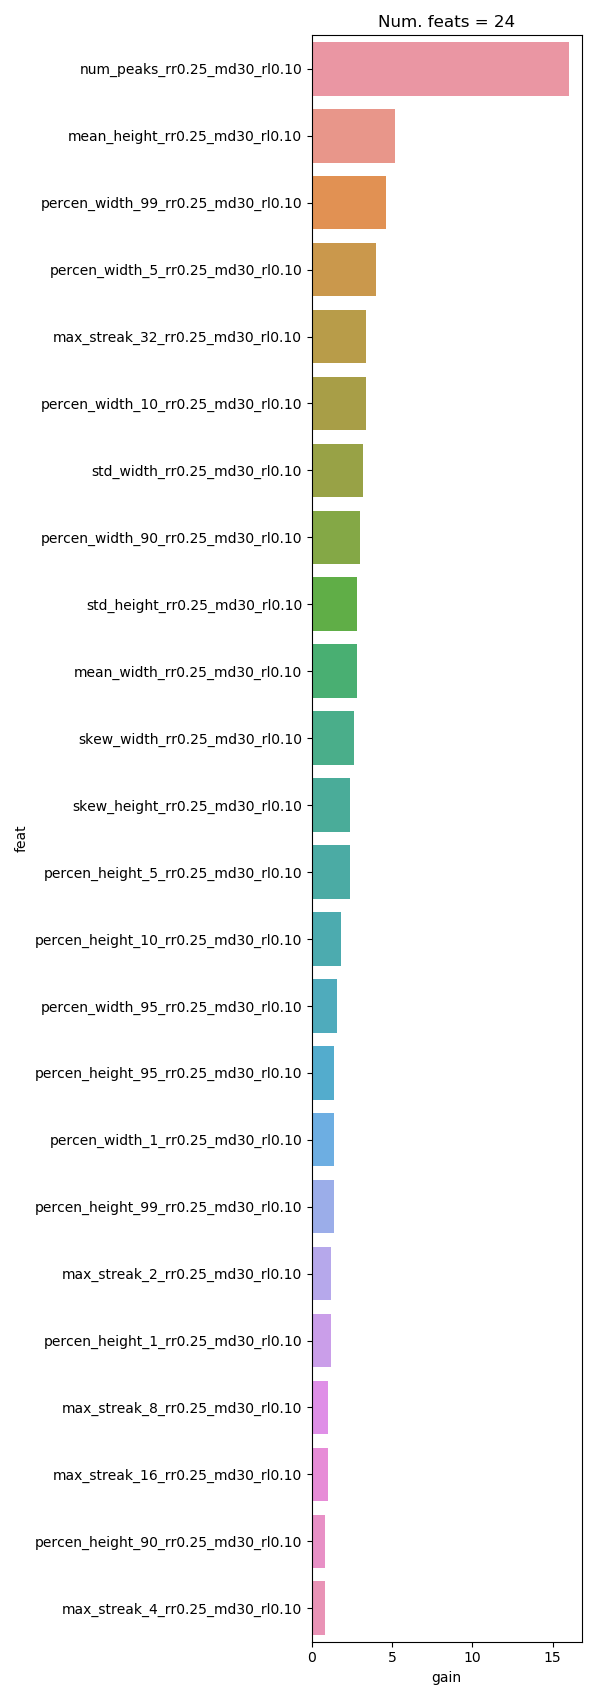 Num. feats = 24
num_peaks_rr0.25_md30_rl0.10
mean_height_rr0.25_md30_rl0.10
percen_width_99_rr0.25_md30_rl0.10
percen_width_5_rr0.25_md30_rl0.10
max_streak_32_rr0.25_md30_rl0.10
percen_width_10_rr0.25_md30_rl0.10
std_width_rr0.25_md30_rl0.10
percen_width_90_rr0.25_md30_rl0.10
std_height_rr0.25_md30_rl0.10
mean_width_rr0.25_md30_rl0.10
skew_width_rr0.25_md30_rl0.10
skew_height_rr0.25_md30_rl0.10
percen_height_5_rr0.25_md30_rl0.10
percen_height_10_rr0.25_md30_rl0.10
percen_width_95_rr0.25_md30_rl0.10
percen_height_95_rr0.25_md30_rl0.10
percen_width_1_rr0.25_md30_rl0.10
percen_height_99_rr0.25_md30_rl0.10
max_streak_2_rr0.25_md30_rl0.10
percen_height_1_rr0.25_md30_rl0.10
max_streak_8_rr0.25_md30_rl0.10
max_streak_16_rr0.25_md30_rl0.10
percen_height_90_rr0.25_md30_rl0.10
max_streak_4_rr0.25_md30_rl0.10
feat
0 5 10 15
gain